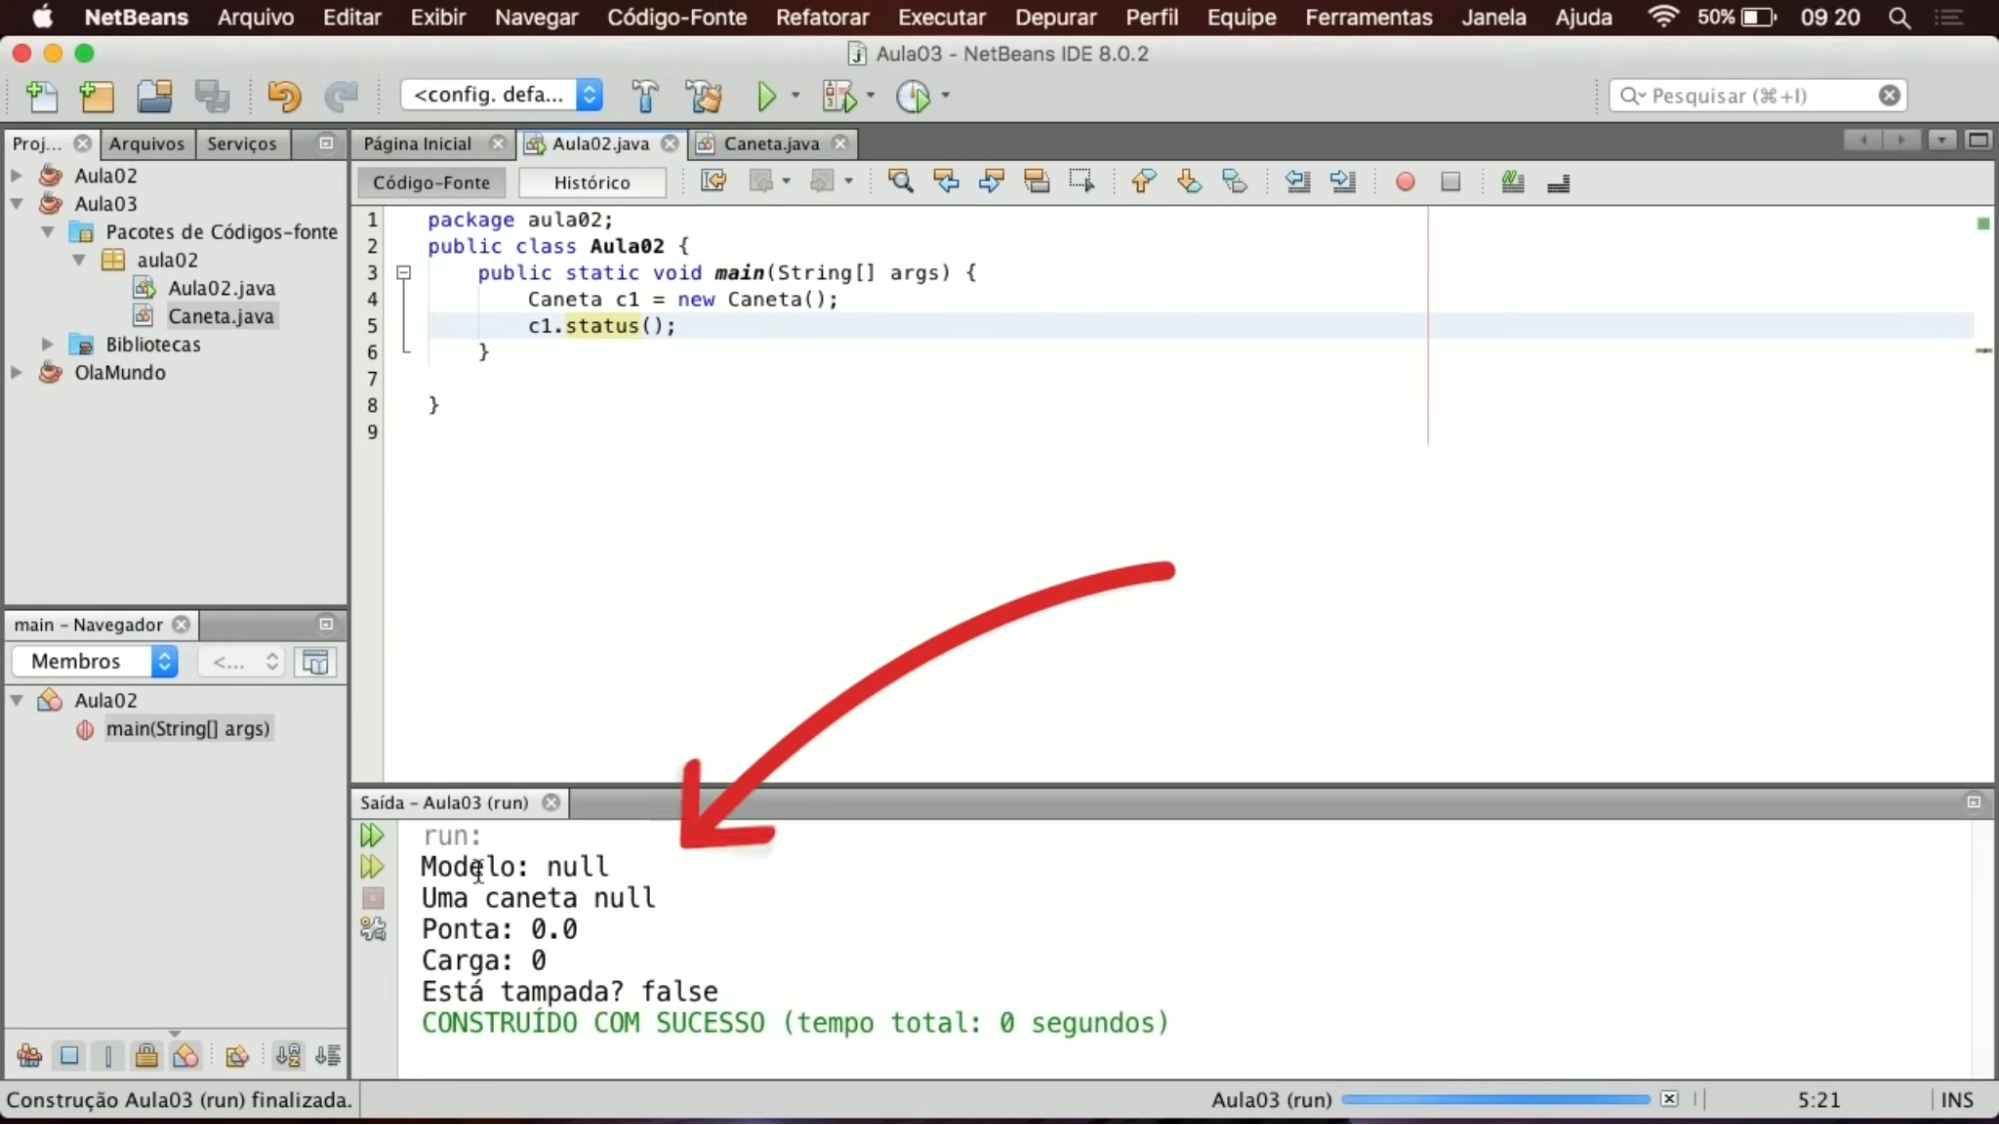 NetBeans Arquivo Editar Exibir Navegar Código-Fonte Refatorar Executar Depurar Perfil Equipe Ferramentas Janela Ajuda 50% 09 20
Aula03 - NetBeans IDE 8.0.2
<config. defa... Pesquisar (⌘+I)
Proj... Arquivos Serviços
Página Inicial Aula02.java Caneta.java
Código-Fonte Histórico
Aula02
Aula03
Pacotes de Códigos-fonte
aula02
Aula02.java
Caneta.java
Bibliotecas
OlaMundo
1 package aula02;
2 public class Aula02 {
3 public static void main(String[] args) {
4 Caneta c1 = new Caneta();
5 c1.status();
6 }
7
8 }
9
main - Navegador
Membros <...
Aula02
main(String[] args)
Saída - Aula03 (run)
run:
Modelo: null
Uma caneta null
Ponta: 0.0
Carga: 0
Está tampada? false
CONSTRUÍDO COM SUCESSO (tempo total: 0 segundos)
Construção Aula03 (run) finalizada. Aula03 (run) 5:21 INS